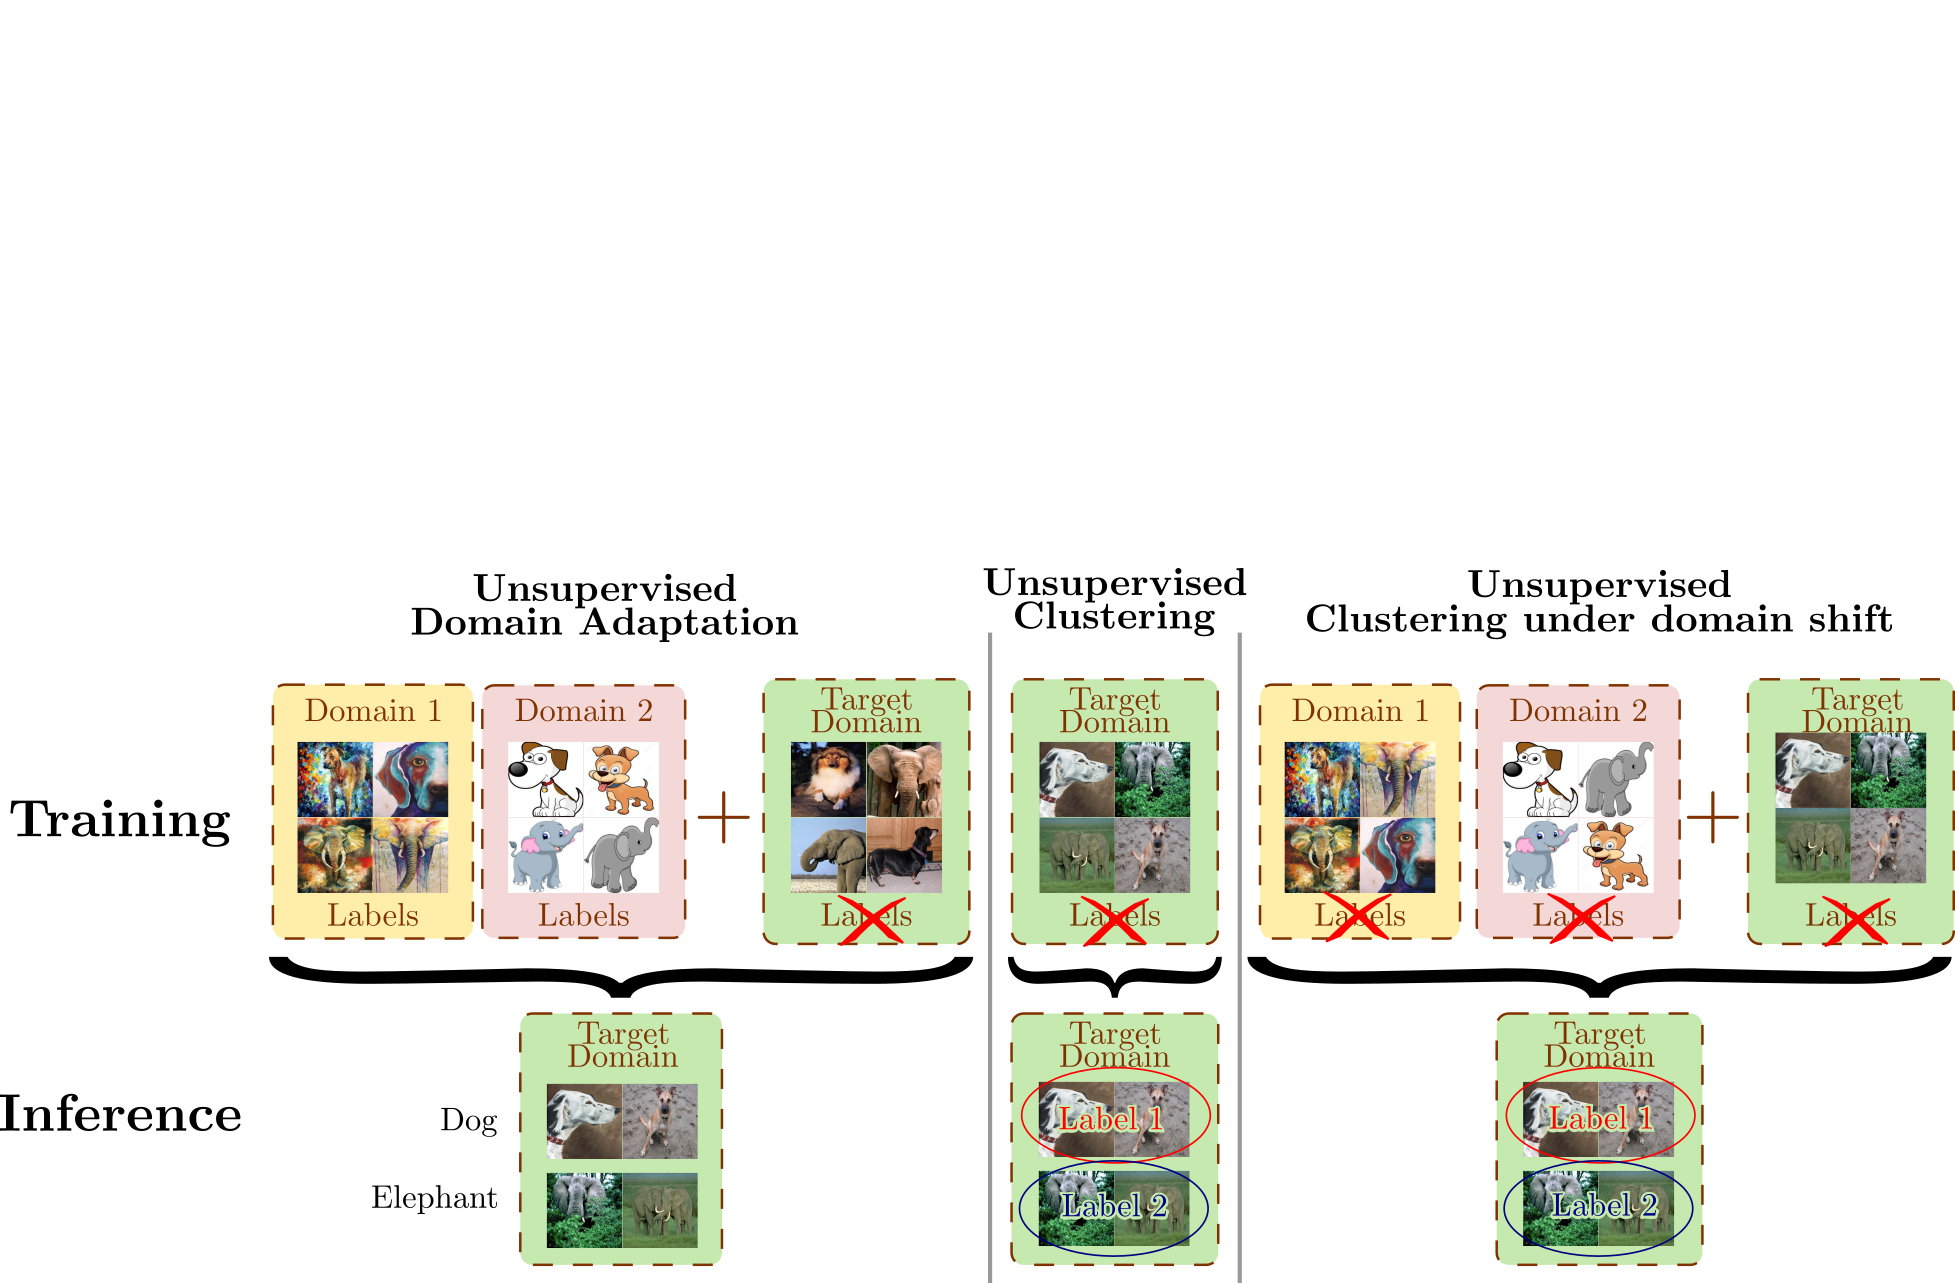 Unsupervised
Domain Adaptation
Unsupervised
Clustering
Unsupervised
Clustering under domain shift
Training
Domain 1
Labels
Domain 2
Labels
Target
Domain
Labels
Target
Domain
Labels
Domain 1
Labels
Domain 2
Labels
Target
Domain
Labels
Inference
Dog
Elephant
Target
Domain
Target
Domain
Label 1
Label 2
Target
Domain
Label 1
Label 2